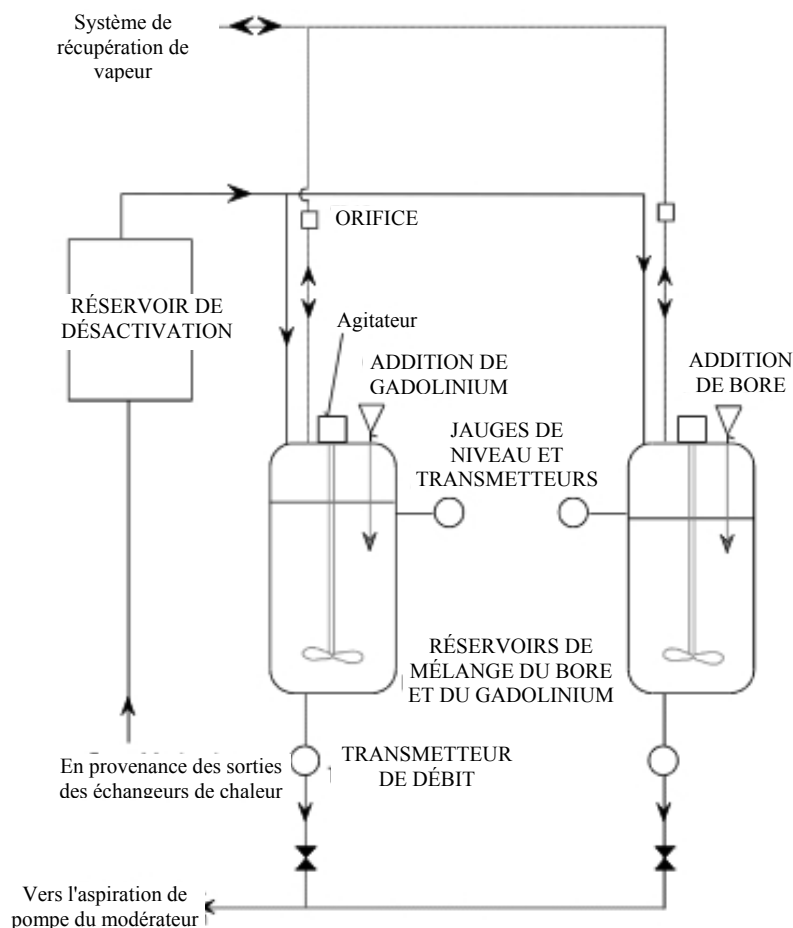 Système de
récupération de
vapeur
ORIFICE
RÉSERVOIR DE
DÉSACTIVATION
Agitateur
ADDITION DE
GADOLINIUM
ADDITION
DE BORE
JAUGES DE
NIVEAU ET
TRANSMETTEURS
RÉSERVOIRS DE
MÉLANGE DU BORE
ET DU GADOLINIUM
En provenance des sorties
des échangeurs de chaleur
TRANSMETTEUR
DE DÉBIT
Vers l'aspiration de
pompe du modérateur